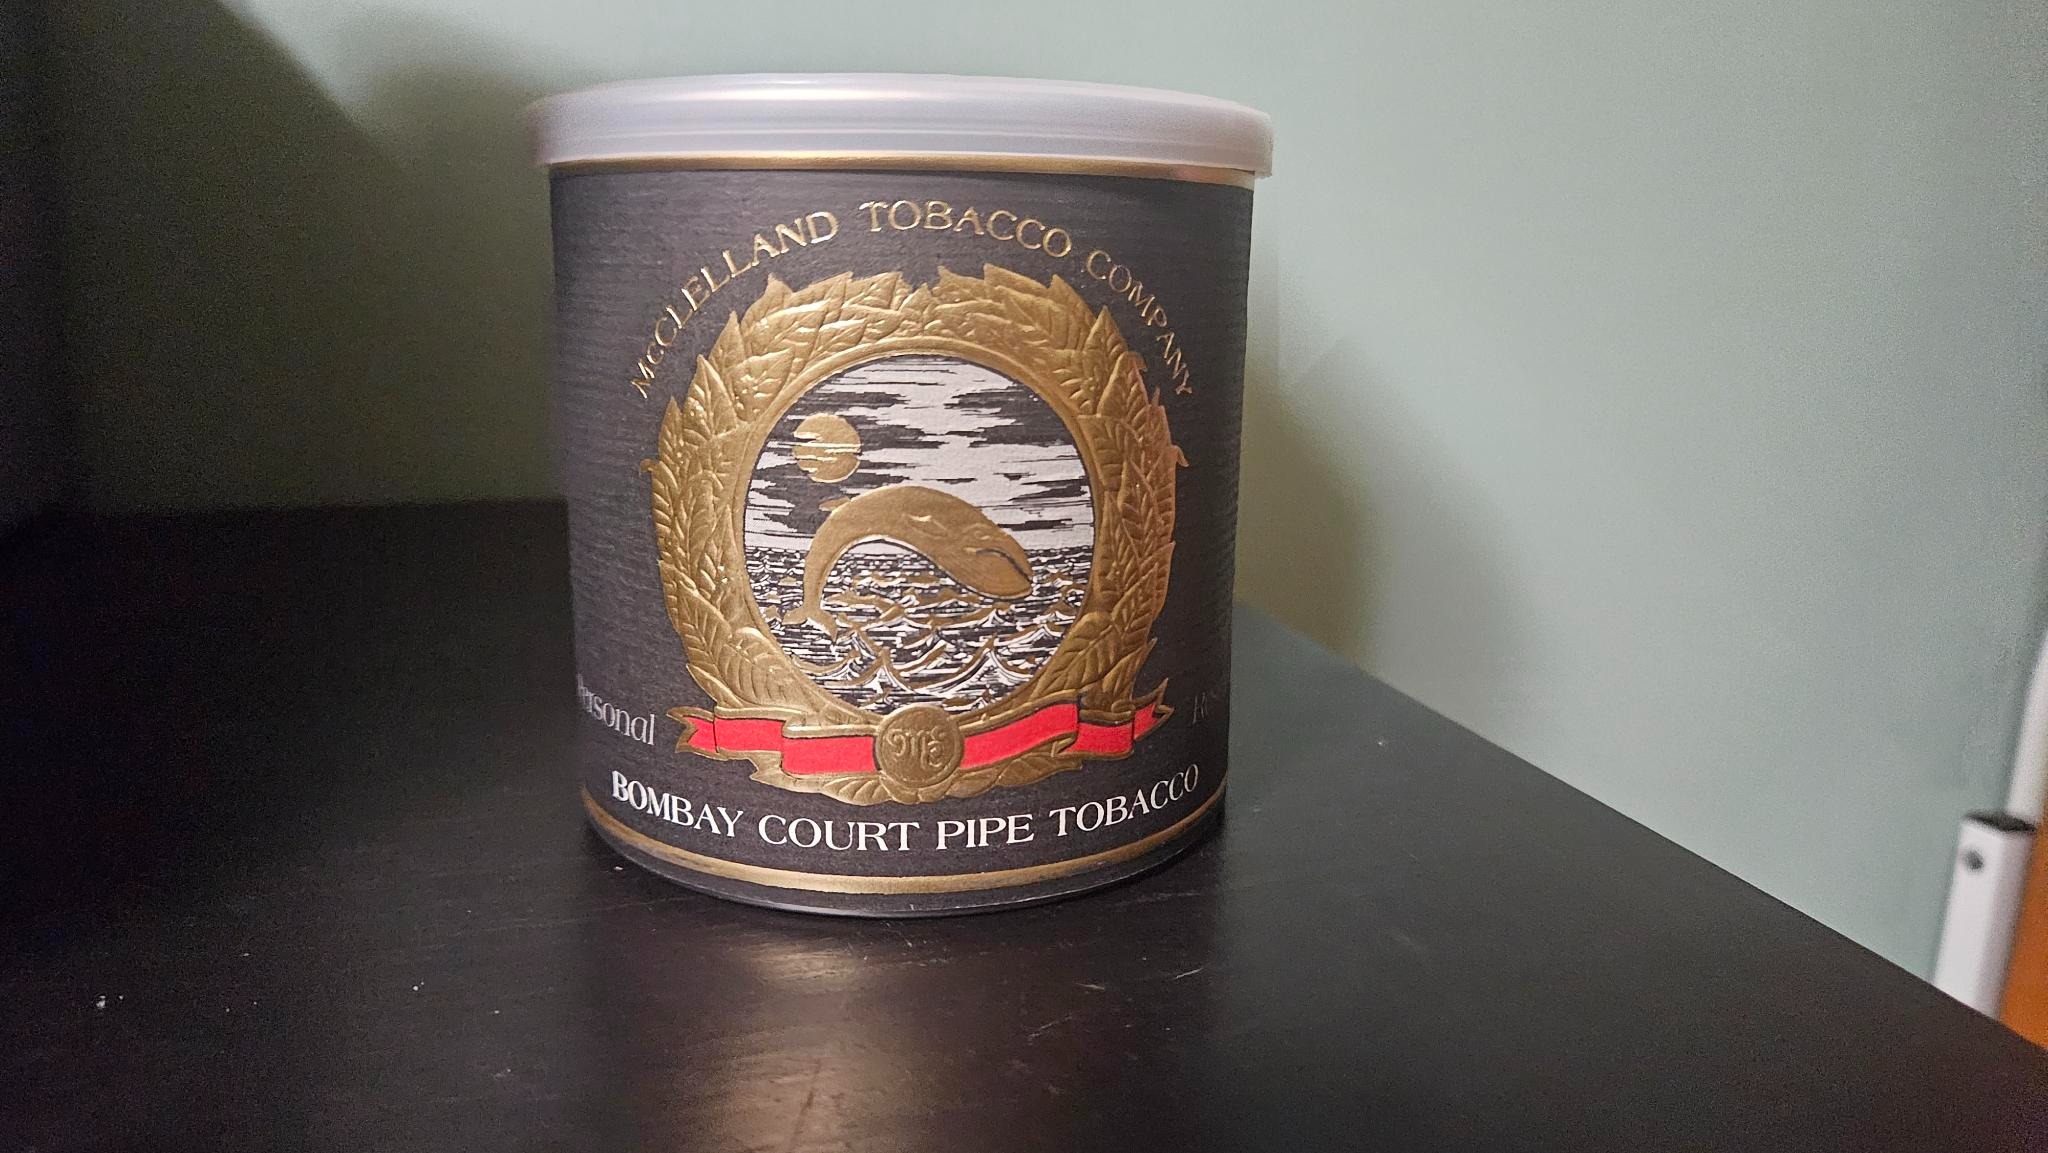 McCLELLAND TOBACCO COMPANY
Personal
BOMBAY COURT PIPE TOBACCO